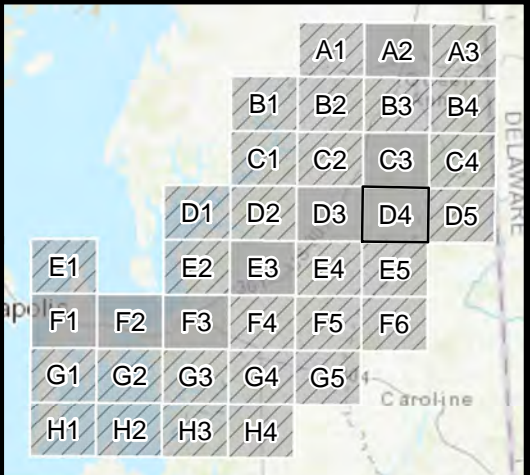 A1 A2 A3
B1 B2 B3 B4
C1 C2 C3 C4
D1 D2 D3 D4 D5
E1 E2 E3 E4 E5
F1 F2 F3 F4 F5 F6
G1 G2 G3 G4 G5
H1 H2 H3 H4
DELAWARE
apolis
Caroline